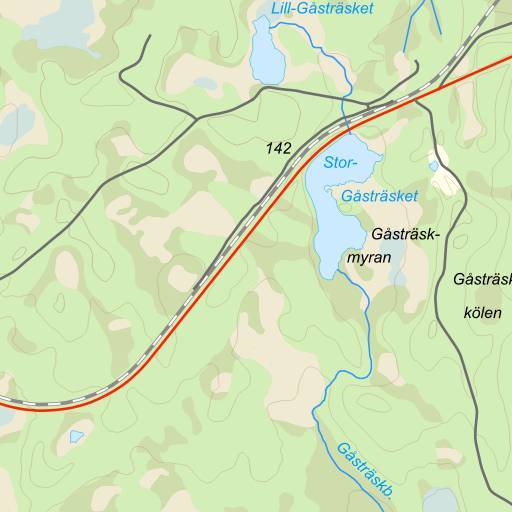 Lill-Gåsträsket
142
Stor-
Gåsträsket
Gåsträsk-
myran
Gåsträsk
kölen
Gåsträskb.